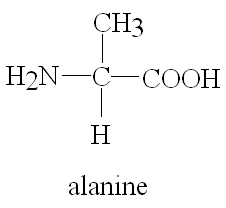 CH3
H2N-C-COOH
H
alanine